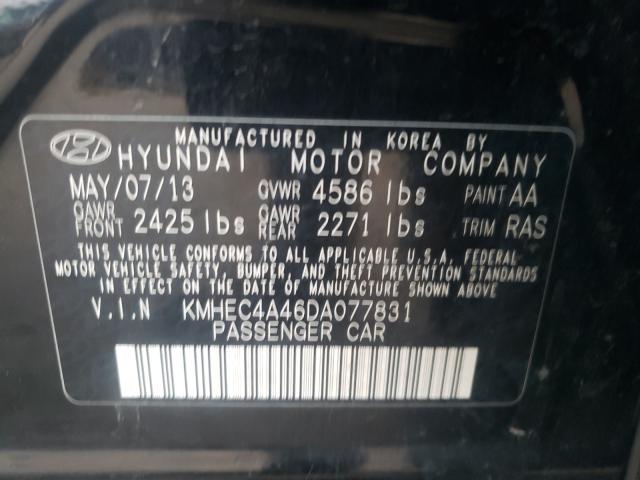 MANUFACTURED IN KOREA BY
HYUNDAI MOTOR COMPANY
MAY/07/13 GVWR 4586 lbs PAINT AA
GAWR FRONT 2425 lbs GAWR REAR 2271 lbs TRIM RAS
THIS VEHICLE CONFORMS TO ALL APPLICABLE U.S.A. FEDERAL
MOTOR VEHICLE SAFETY, BUMPER, AND THEFT PREVENTION STANDARDS
IN EFFECT ON THE DATE OF MANUFACTURE SHOWN ABOVE
V.I.N KMHEC4A46DA077831
PASSENGER CAR